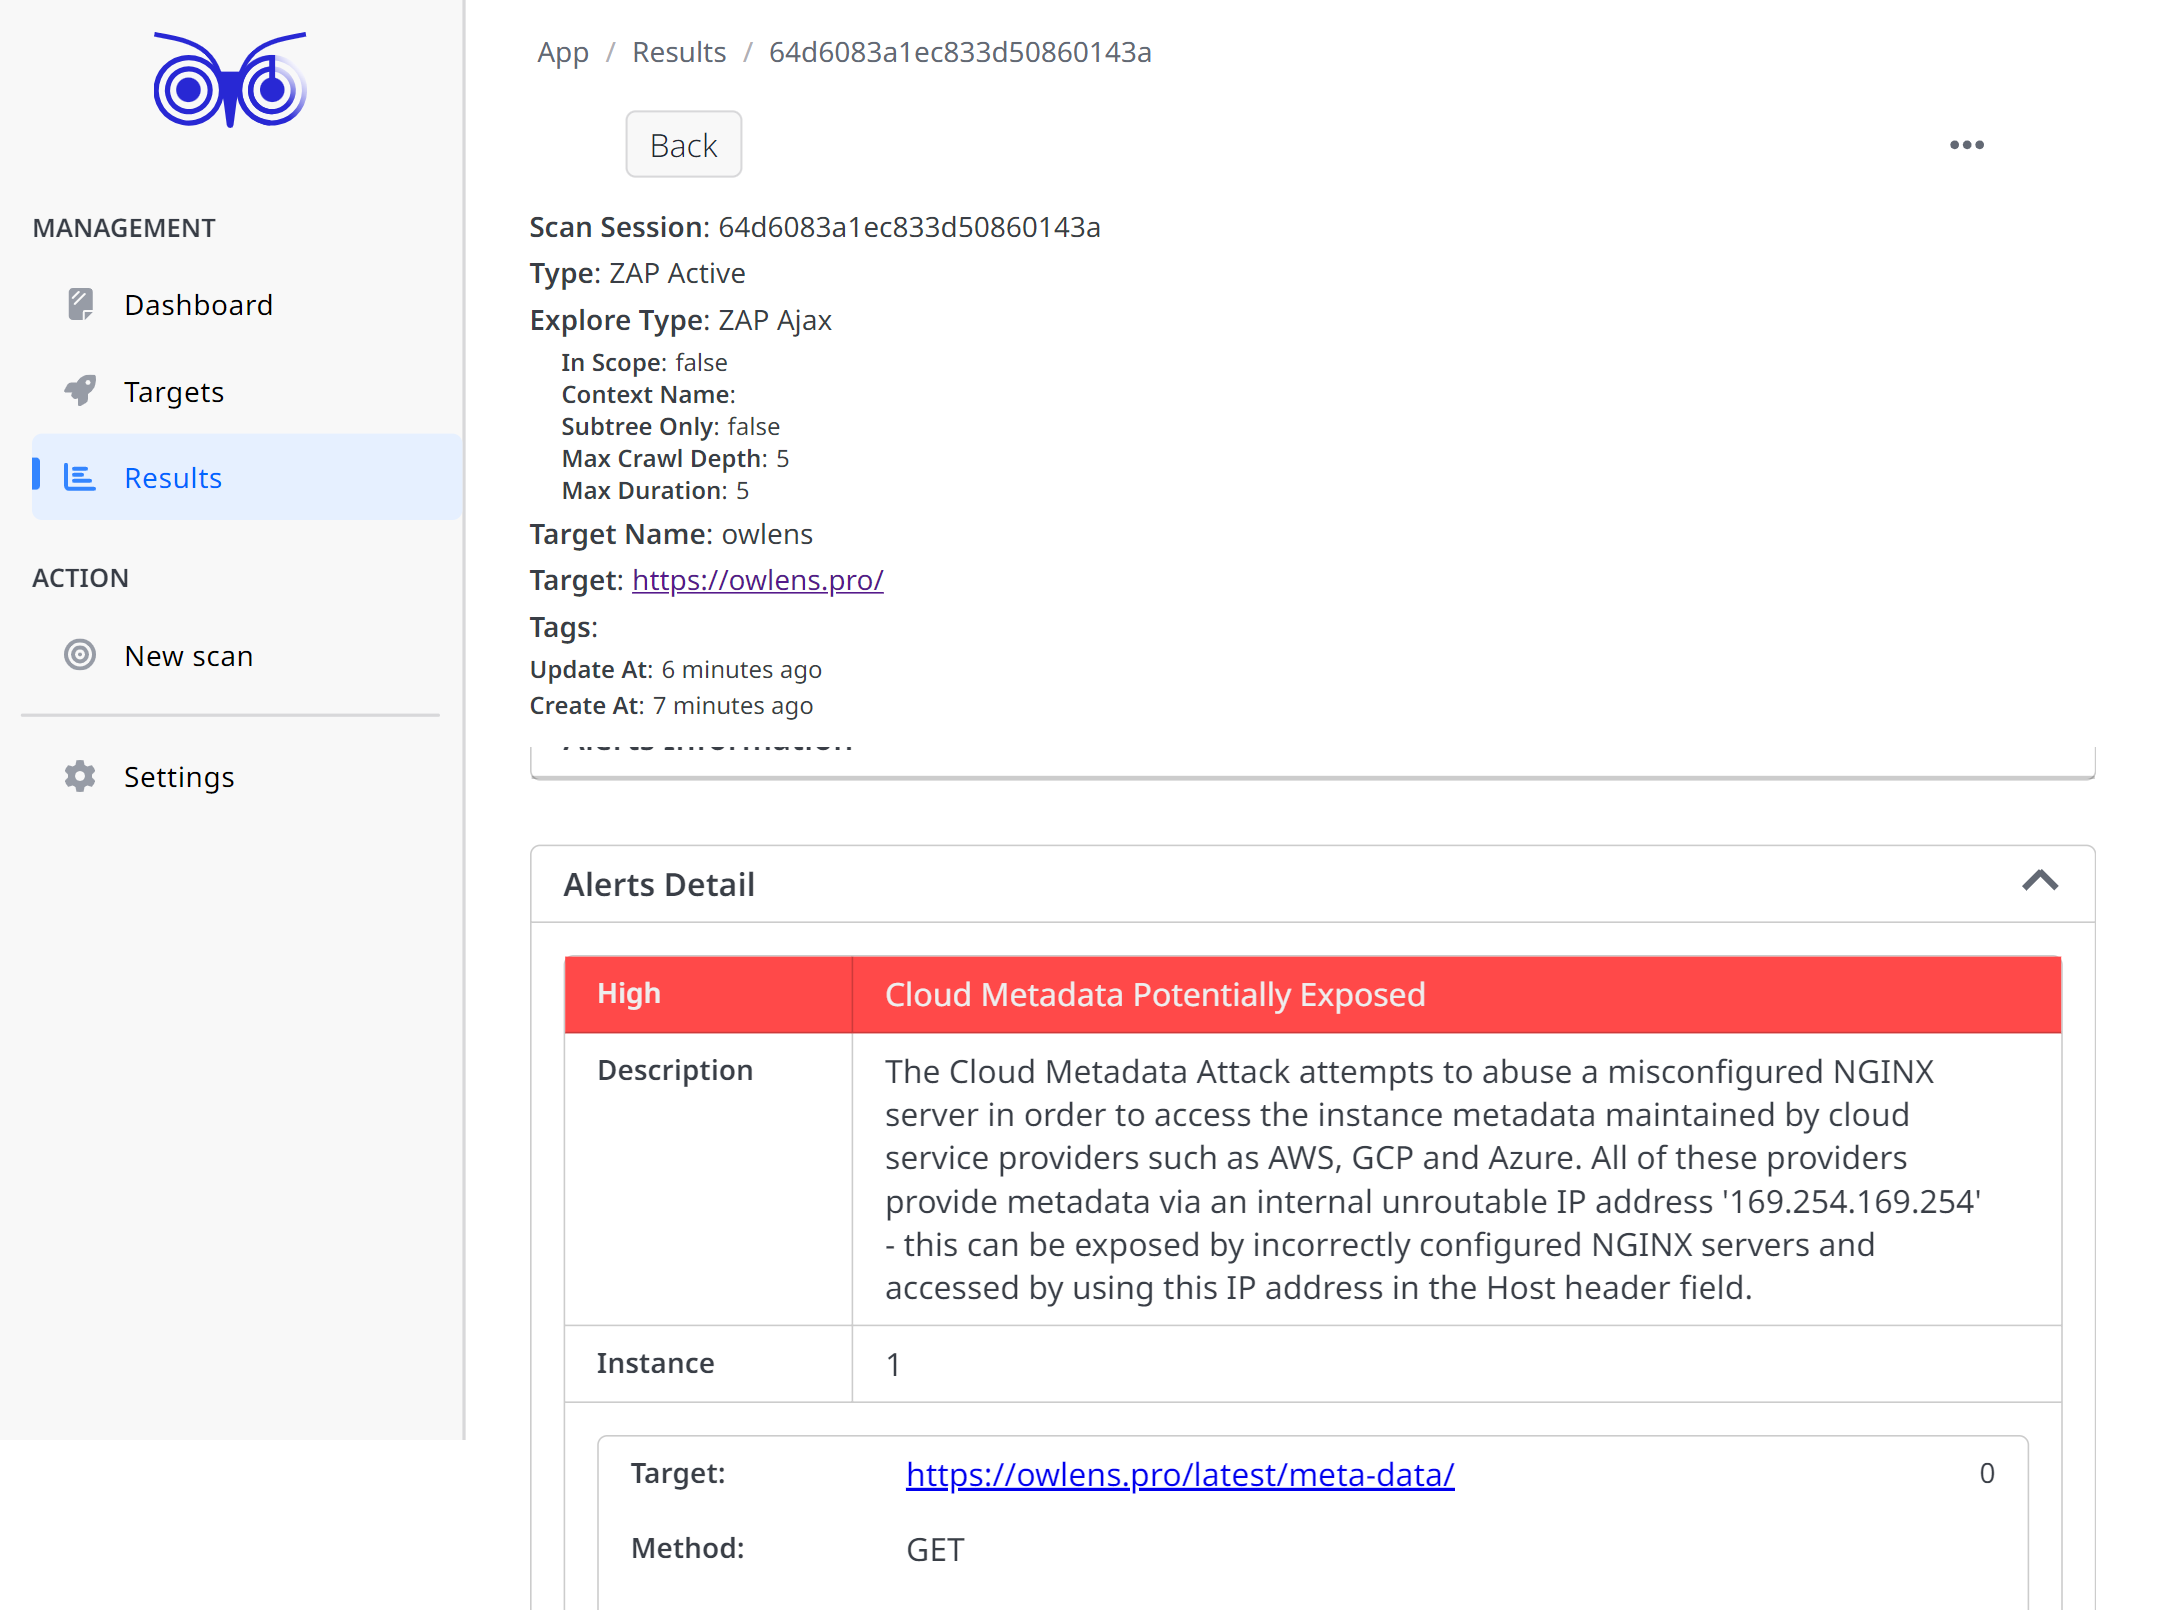 MANAGEMENT
Dashboard
Targets
Results
ACTION
New scan
Settings
App / Results / 64d6083a1ec833d50860143a
Back
Scan Session: 64d6083a1ec833d50860143a
Type: ZAP Active
Explore Type: ZAP Ajax
In Scope: false
Context Name:
Subtree Only: false
Max Crawl Depth: 5
Max Duration: 5
Target Name: owlens
Target: https://owlens.pro/
Tags:
Update At: 6 minutes ago
Create At: 7 minutes ago
Alerts Information
Alerts Detail
High
Cloud Metadata Potentially Exposed
Description
The Cloud Metadata Attack attempts to abuse a misconfigured NGINX
server in order to access the instance metadata maintained by cloud
service providers such as AWS, GCP and Azure. All of these providers
provide metadata via an internal unroutable IP address '169.254.169.254'
- this can be exposed by incorrectly configured NGINX servers and
accessed by using this IP address in the Host header field.
Instance
1
Target:
https://owlens.pro/latest/meta-data/
0
Method:
GET